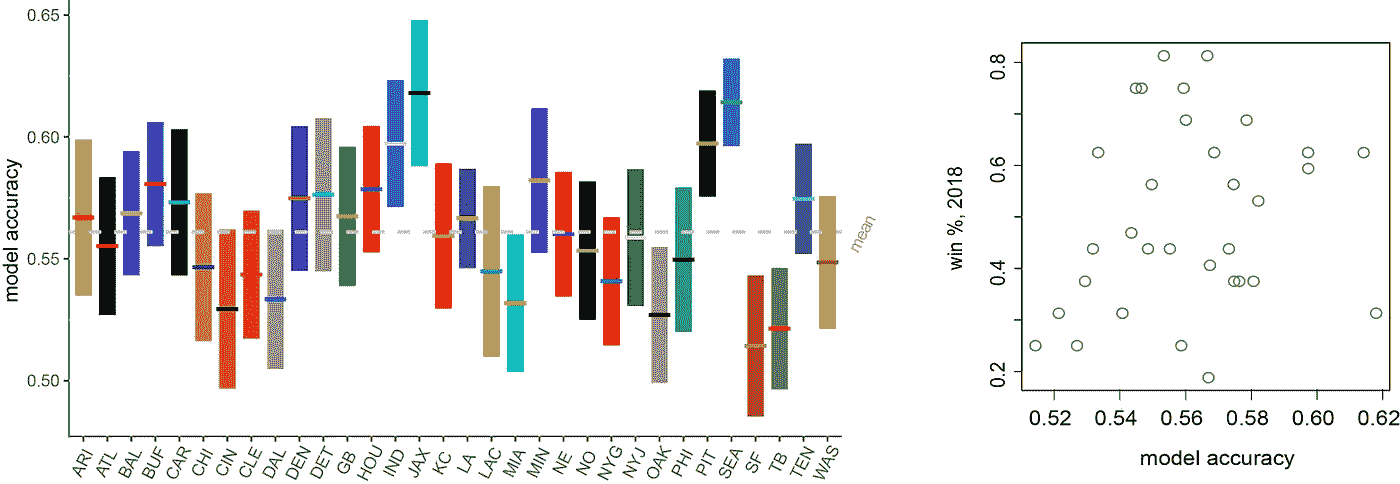 model accuracy
0.65
0.60
0.55
0.50
mean
ARI ATL BAL BUF CAR CHI CIN CLE DAL DEN DET GB HOU IND JAX KC LA LAC MIA MIN NE NO NYG NYJ OAK PHI PIT SEA SF TB TEN WAS
win %, 2018
0.8
0.6
0.4
0.2
0.52 0.54 0.56 0.58 0.60 0.62
model accuracy